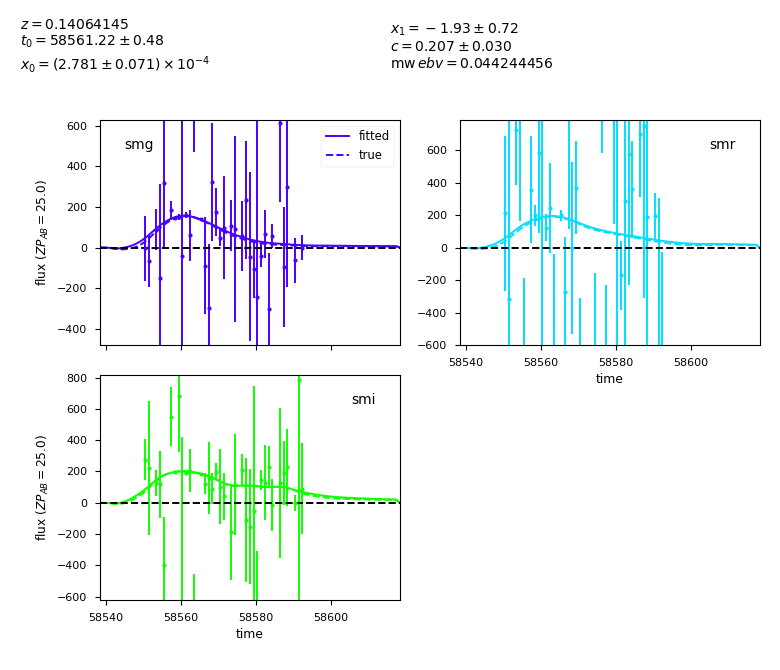 z = 0.14064145
t0 = 58561.22 ± 0.48
x0 = (2.781 ± 0.071) × 10^−4
x1 = −1.93 ± 0.72
c = 0.207 ± 0.030
mw ebv = 0.044244456
smg
fitted
true
600
400
200
0
−200
−400
flux (ZP_AB = 25.0)
smr
600
400
200
0
−200
−400
−600
58540 58560 58580 58600
time
smi
800
600
400
200
0
−200
−400
−600
flux (ZP_AB = 25.0)
58540 58560 58580 58600
time